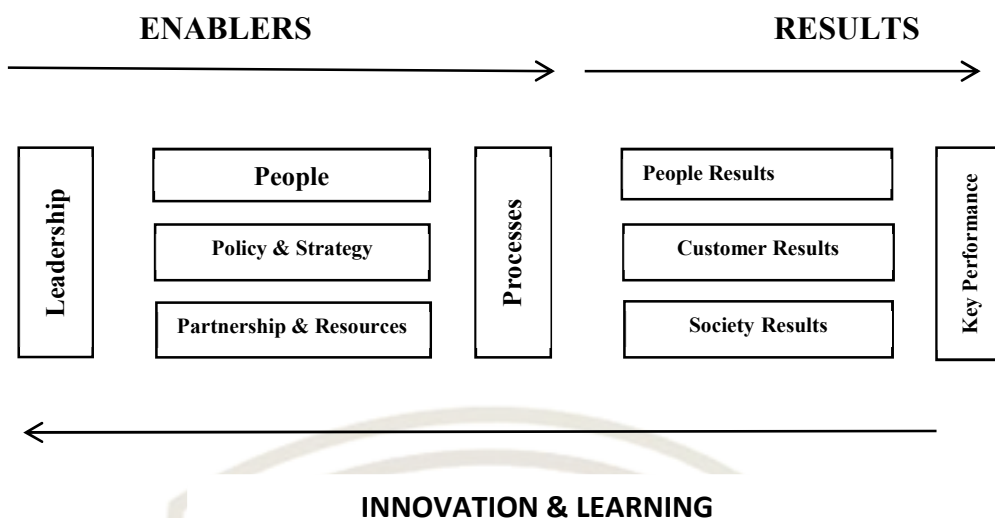 ENABLERS
RESULTS
Leadership
People
Policy & Strategy
Partnership & Resources
Processes
People Results
Customer Results
Society Results
Key Performance
INNOVATION & LEARNING